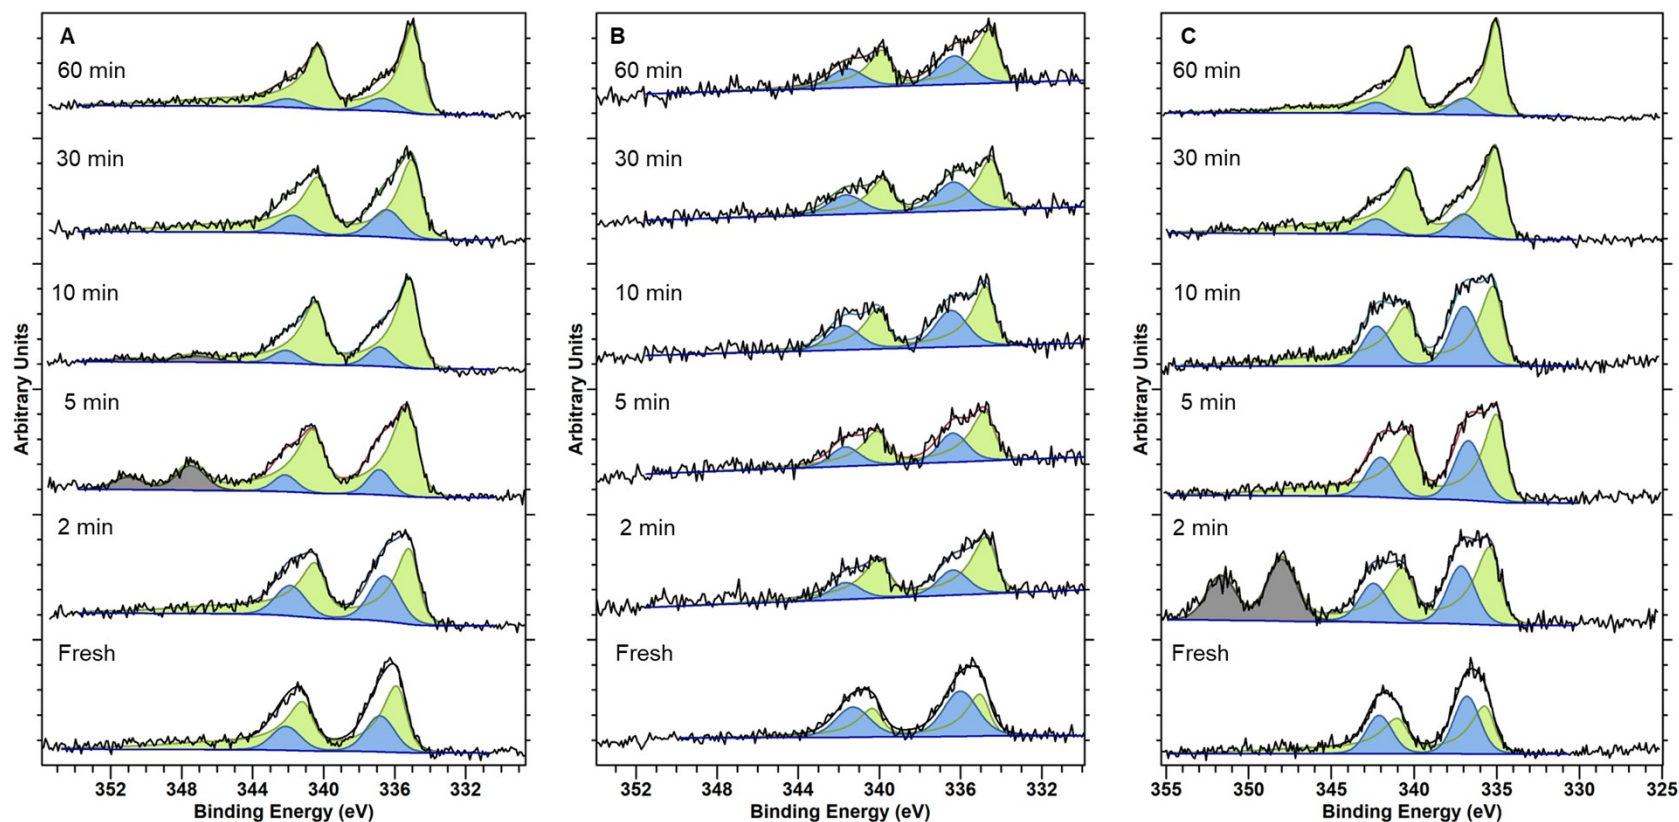 A
60 min
30 min
10 min
5 min
2 min
Fresh
Arbitrary Units
352 348 344 340 336 332
Binding Energy (eV)
B
60 min
30 min
10 min
5 min
2 min
Fresh
Arbitrary Units
352 348 344 340 336 332
Binding Energy (eV)
C
60 min
30 min
10 min
5 min
2 min
Fresh
Arbitrary Units
355 350 345 340 335 330 325
Binding Energy (eV)